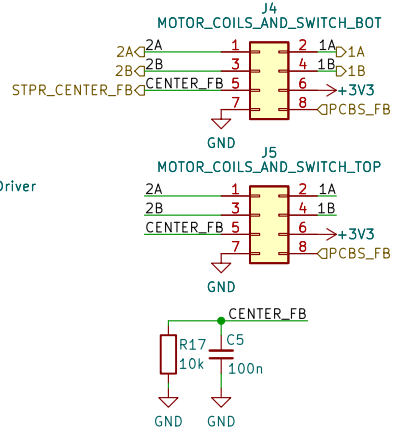 J4
MOTOR_COILS_AND_SWITCH_BOT
2A 2A 1 2 1A 1A
2B 2B 3 4 1B 1B
STPR_CENTER_FB CENTER_FB 5 6 +3V3
7 8 PCBS_FB
GND
J5
MOTOR_COILS_AND_SWITCH_TOP
Driver
2A 1 2 1A
2B 3 4 1B
CENTER_FB 5 6 +3V3
7 8 PCBS_FB
GND
CENTER_FB
R17 C5
10k 100n
GND GND